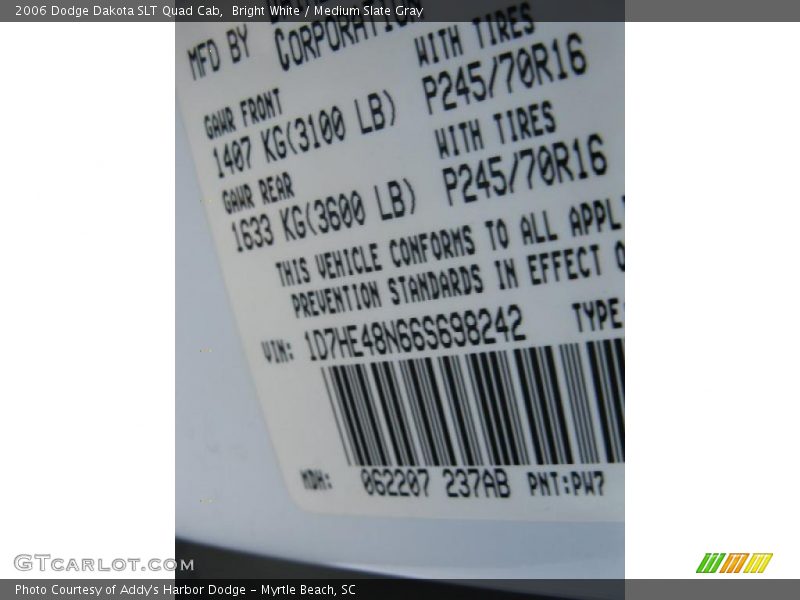 2006 Dodge Dakota SLT Quad Cab, Bright White / Medium Slate Gray
MFD BY
CORPORATION
WITH TIRES
GAWR FRONT
P245/70R16
1407 KG(3100 LB)
WITH TIRES
GAWR REAR
P245/70R16
1633 KG(3600 LB)
THIS VEHICLE CONFORMS TO ALL APPL
PREVENTION STANDARDS IN EFFECT O
VIN: 1D7HE48N66S698242 TYPE:
MDH: 062207 237AB PNT:PW7
GTCARLOT.COM
Photo Courtesy of Addy's Harbor Dodge - Myrtle Beach, SC